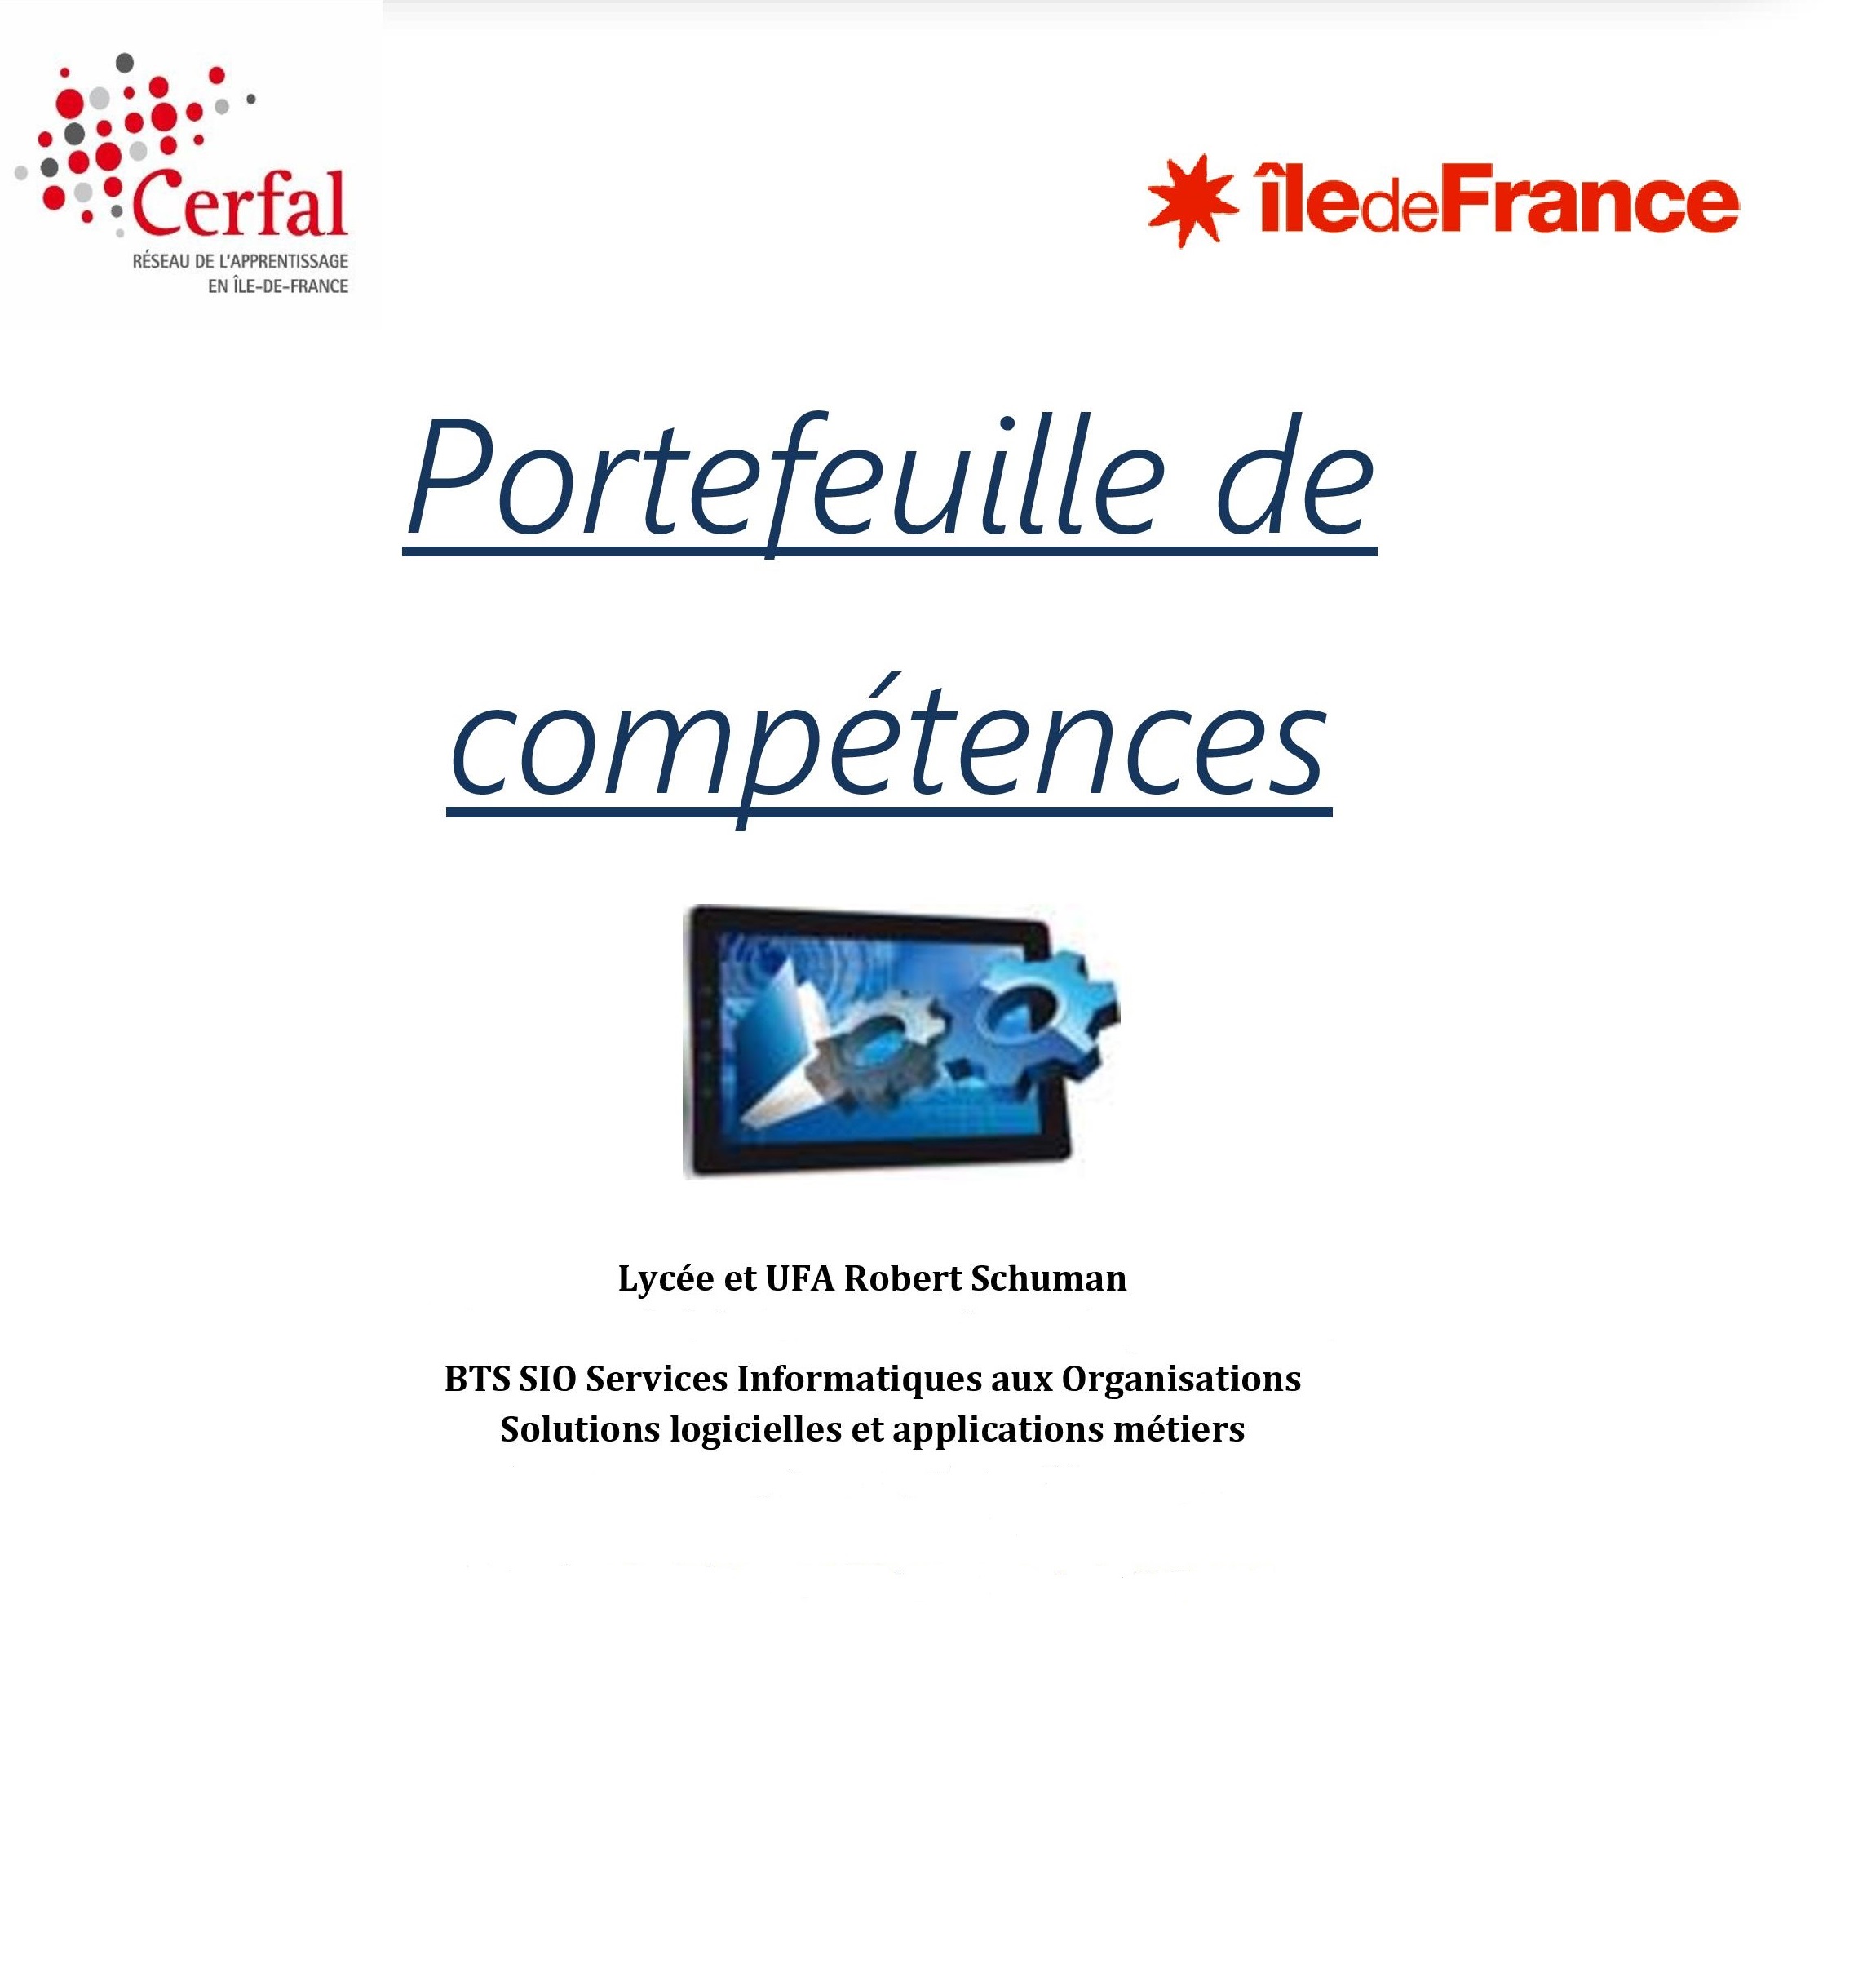 Cerfal
RÉSEAU DE L'APPRENTISSAGE
EN ÎLE-DE-FRANCE
îledeFrance
Portefeuille de
compétences
Lycée et UFA Robert Schuman
BTS SIO Services Informatiques aux Organisations
Solutions logicielles et applications métiers